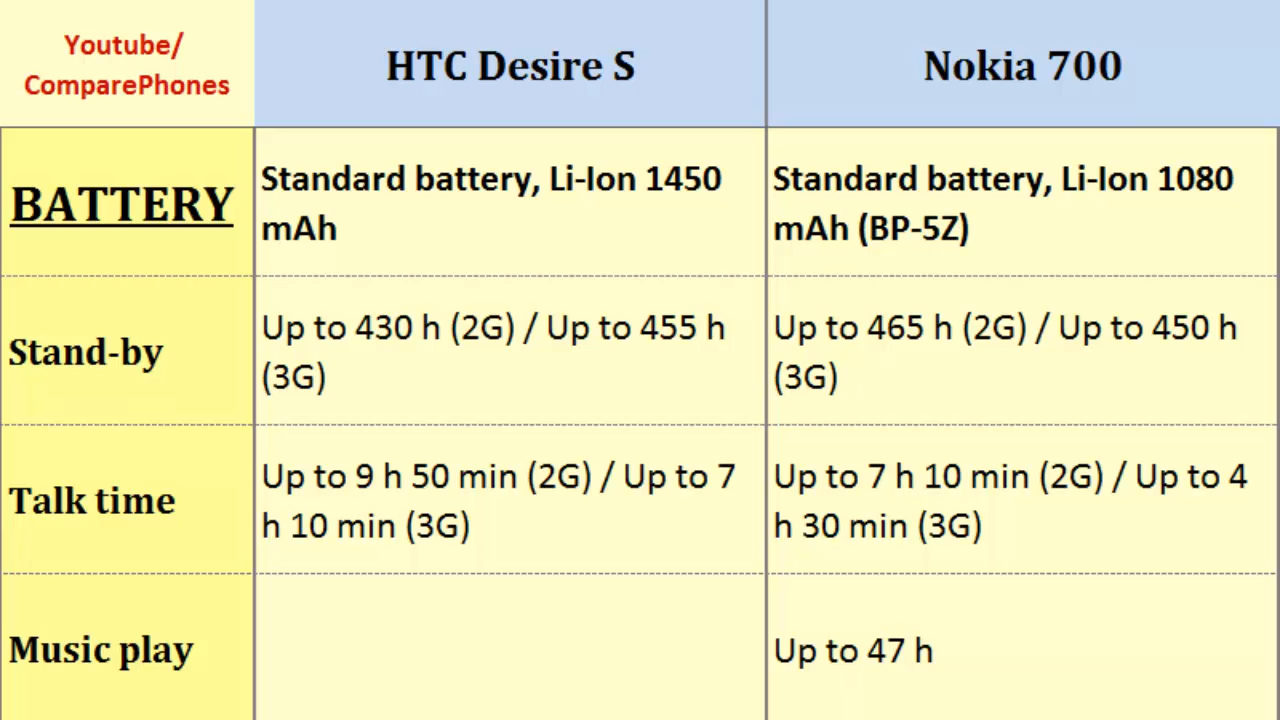 Youtube/
ComparePhones
HTC Desire S
Nokia 700
BATTERY
Standard battery, Li-Ion 1450
mAh
Standard battery, Li-Ion 1080
mAh (BP-5Z)
Stand-by
Up to 430 h (2G) / Up to 455 h
(3G)
Up to 465 h (2G) / Up to 450 h
(3G)
Talk time
Up to 9 h 50 min (2G) / Up to 7
h 10 min (3G)
Up to 7 h 10 min (2G) / Up to 4
h 30 min (3G)
Music play
Up to 47 h